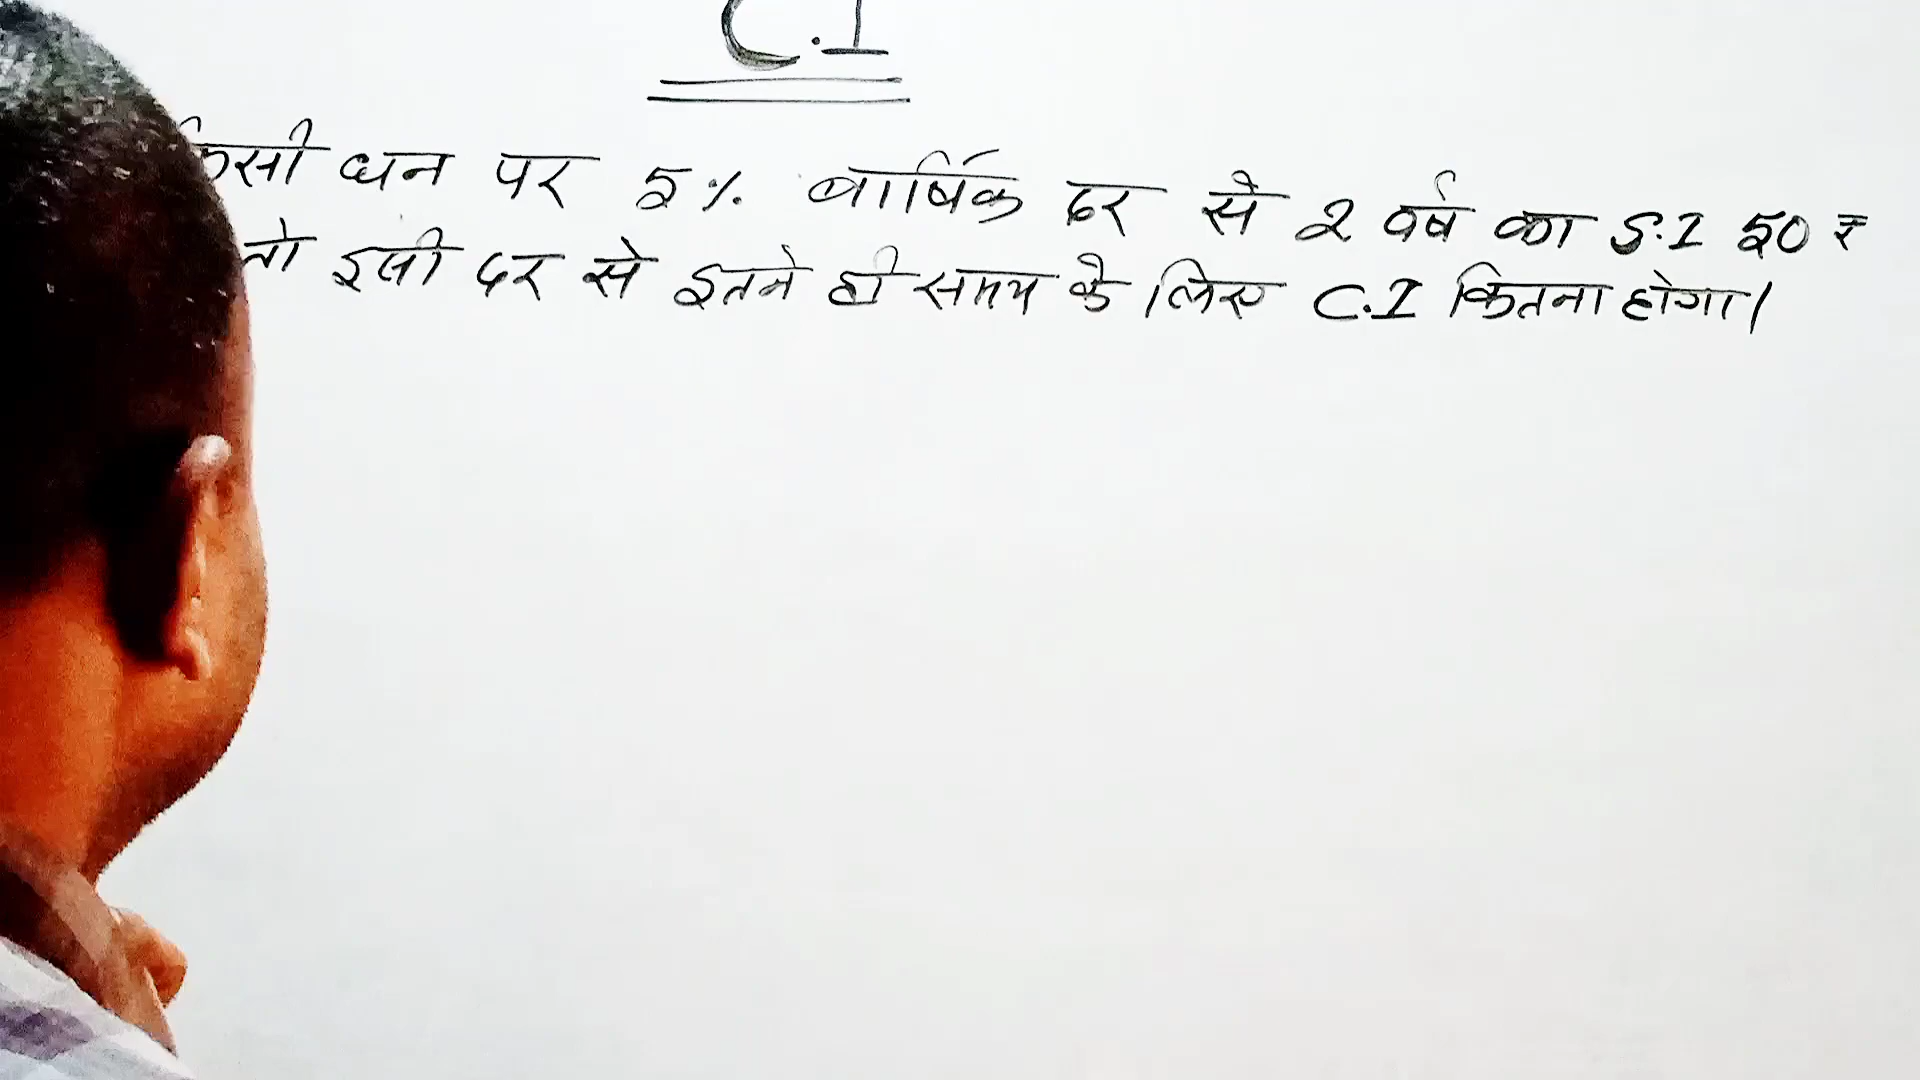 C.I
किसी धन पर 5% बार्षिक दर से 2 वर्ष का S.I 50 ₹
तो इसी दर से इतने ही समय के लिए C.I कितना होगा।